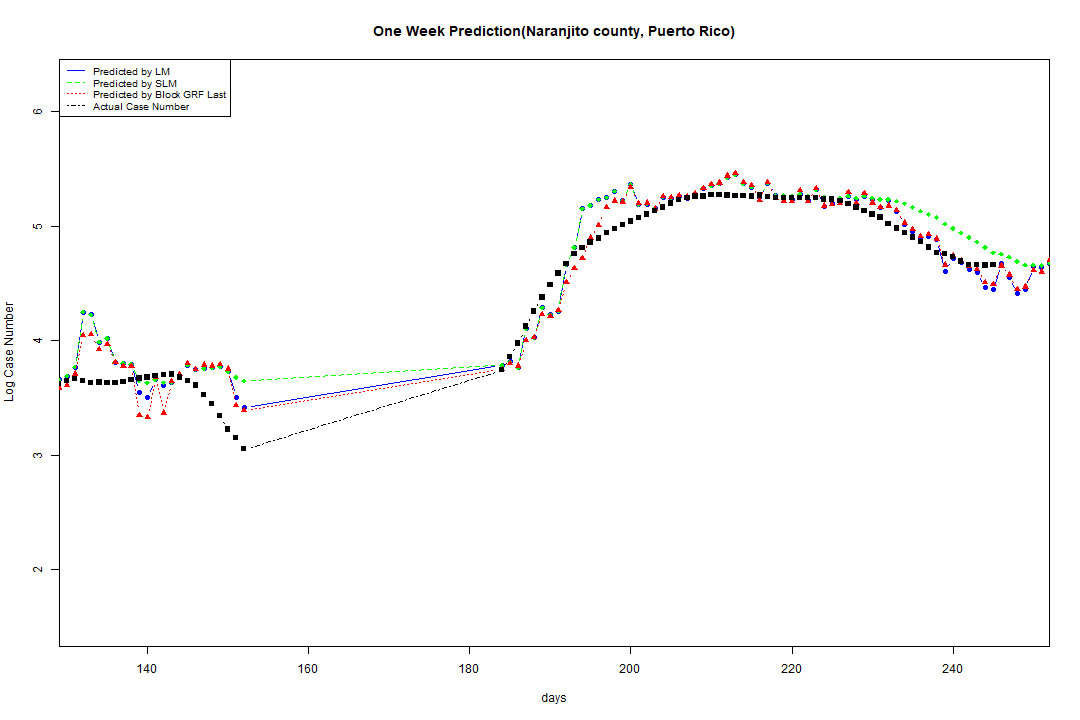 One Week Prediction(Naranjito county, Puerto Rico)
Predicted by LM
Predicted by SLM
Predicted by Block GRF Last
Actual Case Number
6
5
4
3
2
Log Case Number
140 160 180 200 220 240
days